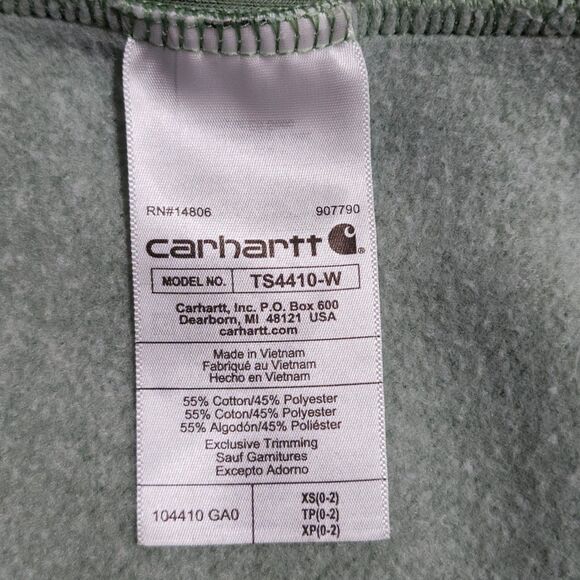 RN#14806 907790
carhartt
MODEL NO. TS4410-W
Carhartt, Inc. P.O. Box 600
Dearborn, MI 48121 USA
carhartt.com
Made in Vietnam
Fabriqué au Vietnam
Hecho en Vietnam
55% Cotton/45% Polyester
55% Coton/45% Polyester
55% Algodón/45% Poliéster
Exclusive Trimming
Sauf Garnitures
Excepto Adorno
104410 GA0
XS(0-2)
TP(0-2)
XP(0-2)